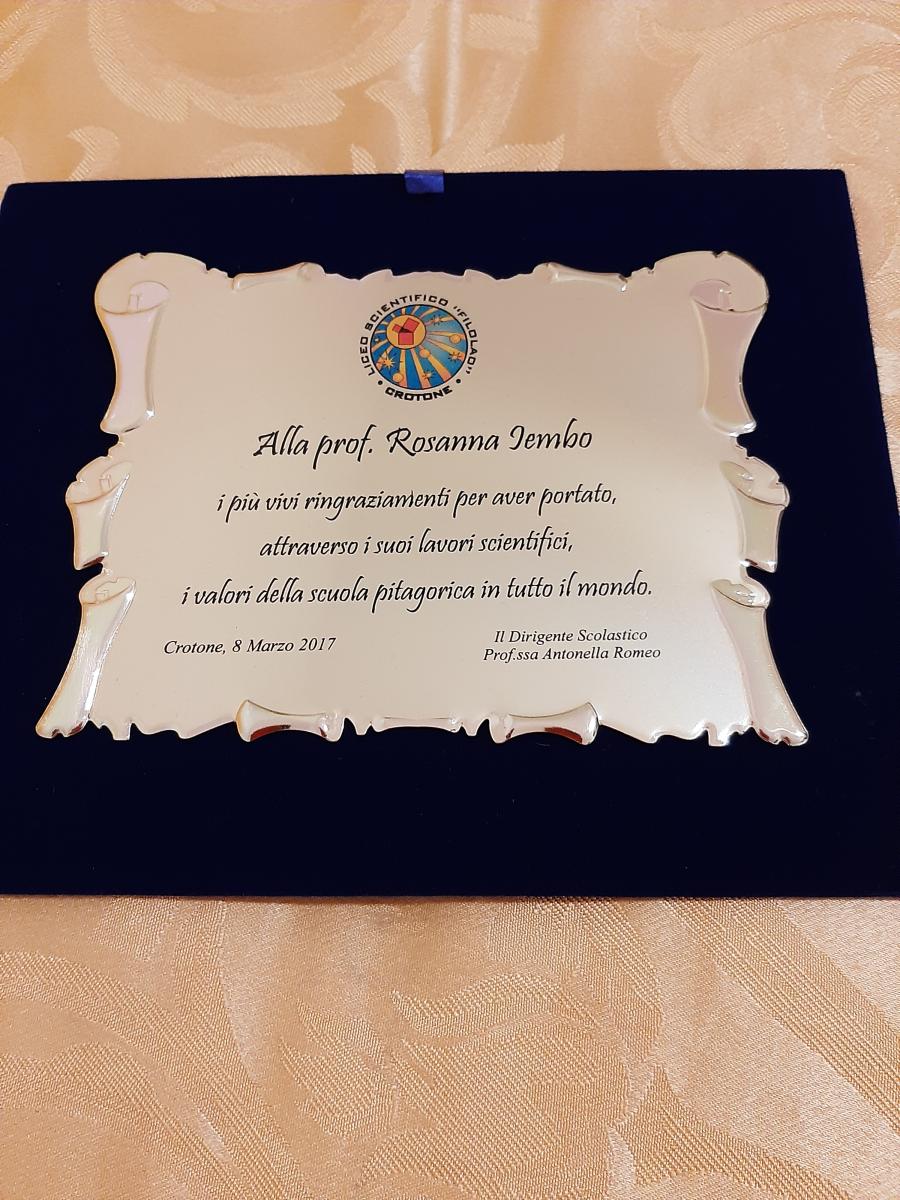 LICEO SCIENTIFICO "FILOLAO"
• CROTONE •
Alla prof. Rosanna Iembo
i più vivi ringraziamenti per aver portato,
attraverso i suoi lavori scientifici,
i valori della scuola pitagorica in tutto il mondo.
Crotone, 8 Marzo 2017
Il Dirigente Scolastico
Prof.ssa Antonella Romeo